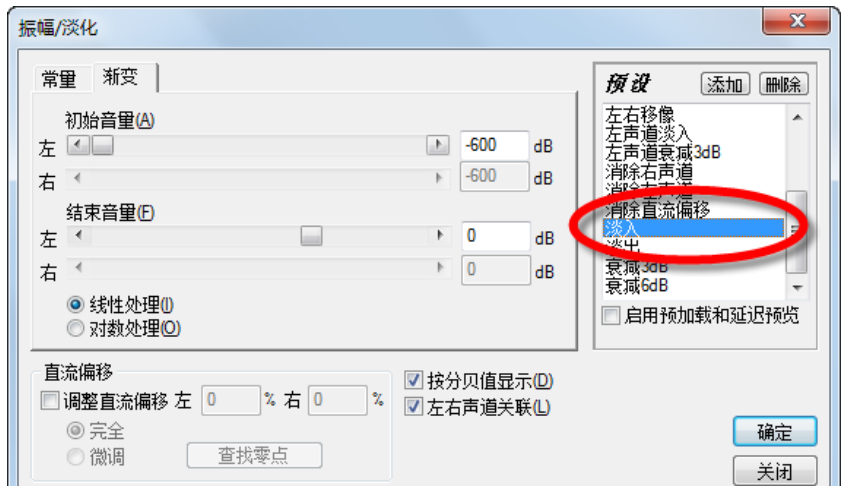 振幅/淡化
常量 渐变
初始音量(A)
左 -600 dB
右 -600 dB
结束音量(F)
左 0 dB
右 0 dB
线性处理(I)
对数处理(O)
预设 添加 删除
左右移像
左声道淡入
左声道衰减3dB
消除右声道
消除左声道
消除直流偏移
淡入
淡出
衰减3dB
衰减6dB
启用预加载和延迟预览
直流偏移
调整直流偏移 左 0 % 右 0 %
完全
微调 查找零点
按分贝值显示(D)
左右声道关联(L)
确定
关闭